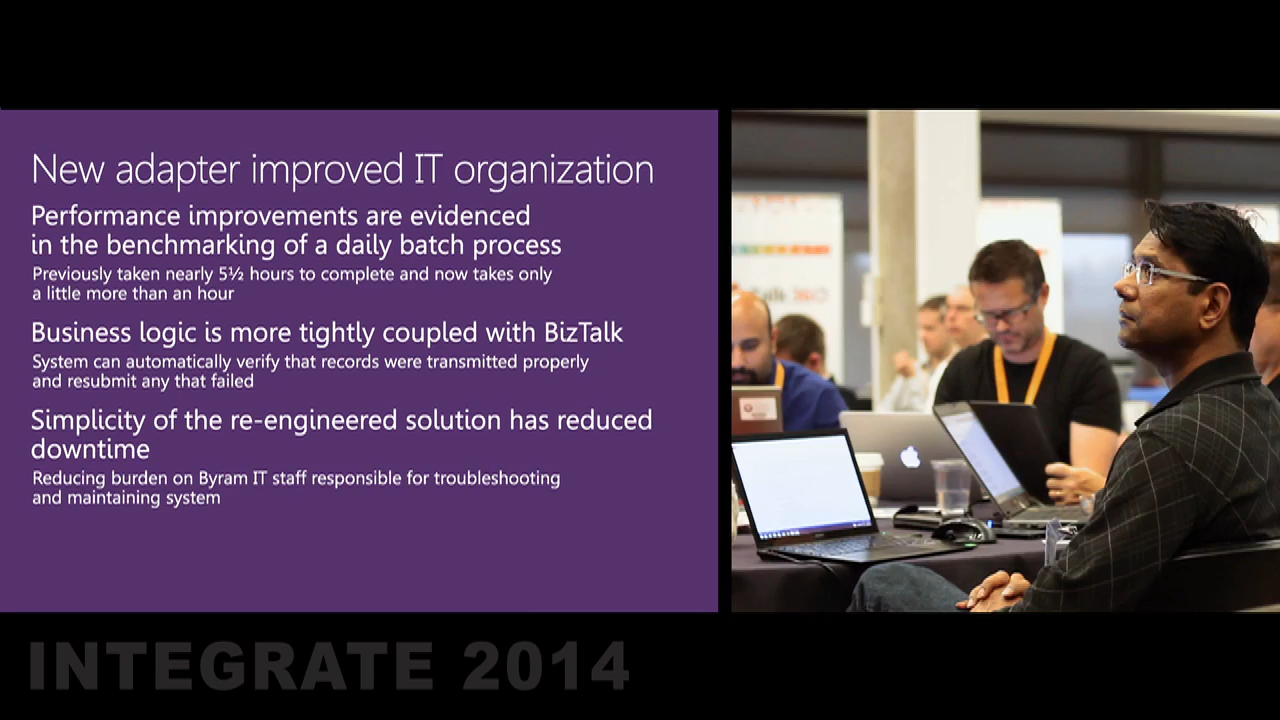 New adapter improved IT organization
Performance improvements are evidenced
in the benchmarking of a daily batch process
Previously taken nearly 5½ hours to complete and now takes only
a little more than an hour
Business logic is more tightly coupled with BizTalk
System can automatically verify that records were transmitted properly
and resubmit any that failed
Simplicity of the re-engineered solution has reduced
downtime
Reducing burden on Byram IT staff responsible for troubleshooting
and maintaining system
INTEGRATE 2014